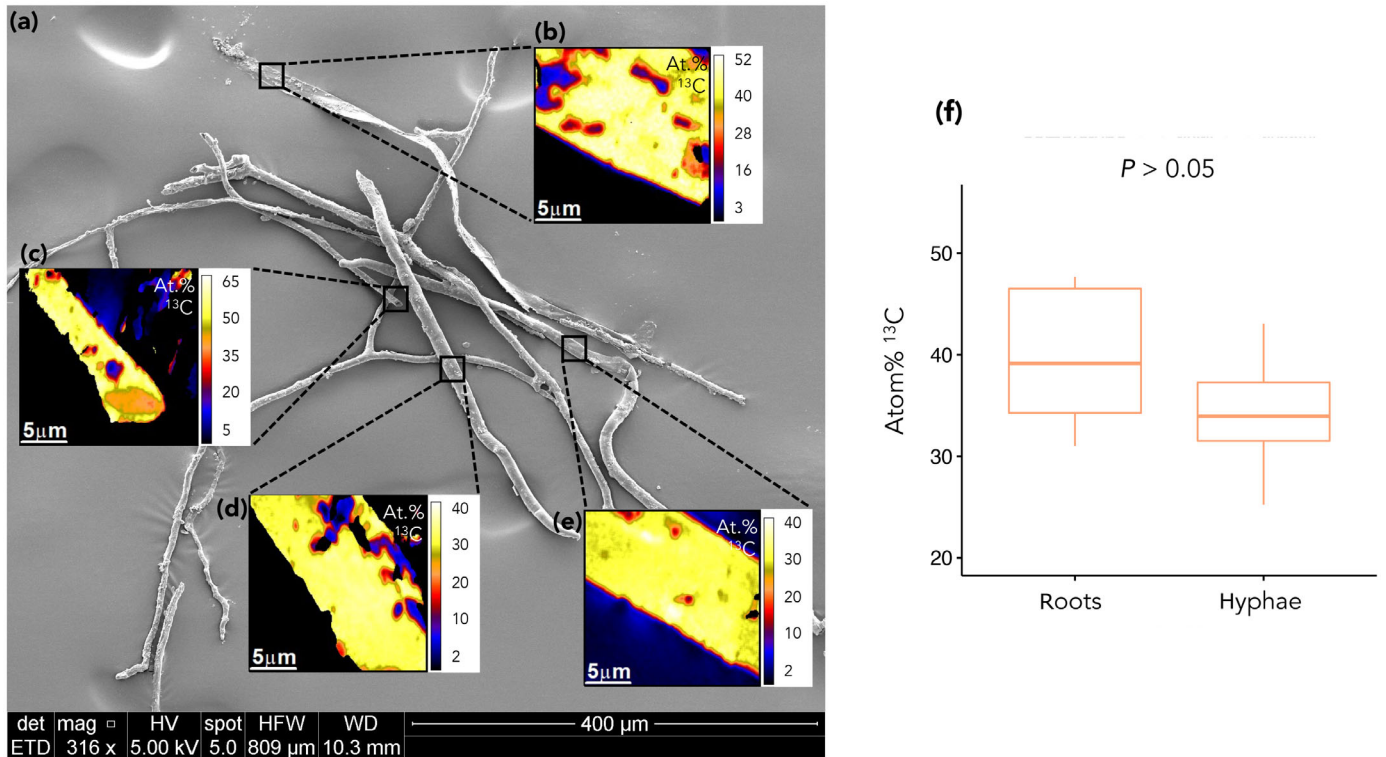 (a)
(b)
At.%
¹³C
52
40
28
16
3
5µm
(c)
At.%
¹³C
65
50
35
20
5
5µm
(d)
At.%
¹³C
40
30
20
10
2
5µm
(e)
At.%
¹³C
40
30
20
10
2
5µm
det mag □ HV spot HFW WD 400 µm
ETD 316 x 5.00 kV 5.0 809 µm 10.3 mm
(f)
P > 0.05
Atom% ¹³C
50
40
30
20
Roots Hyphae